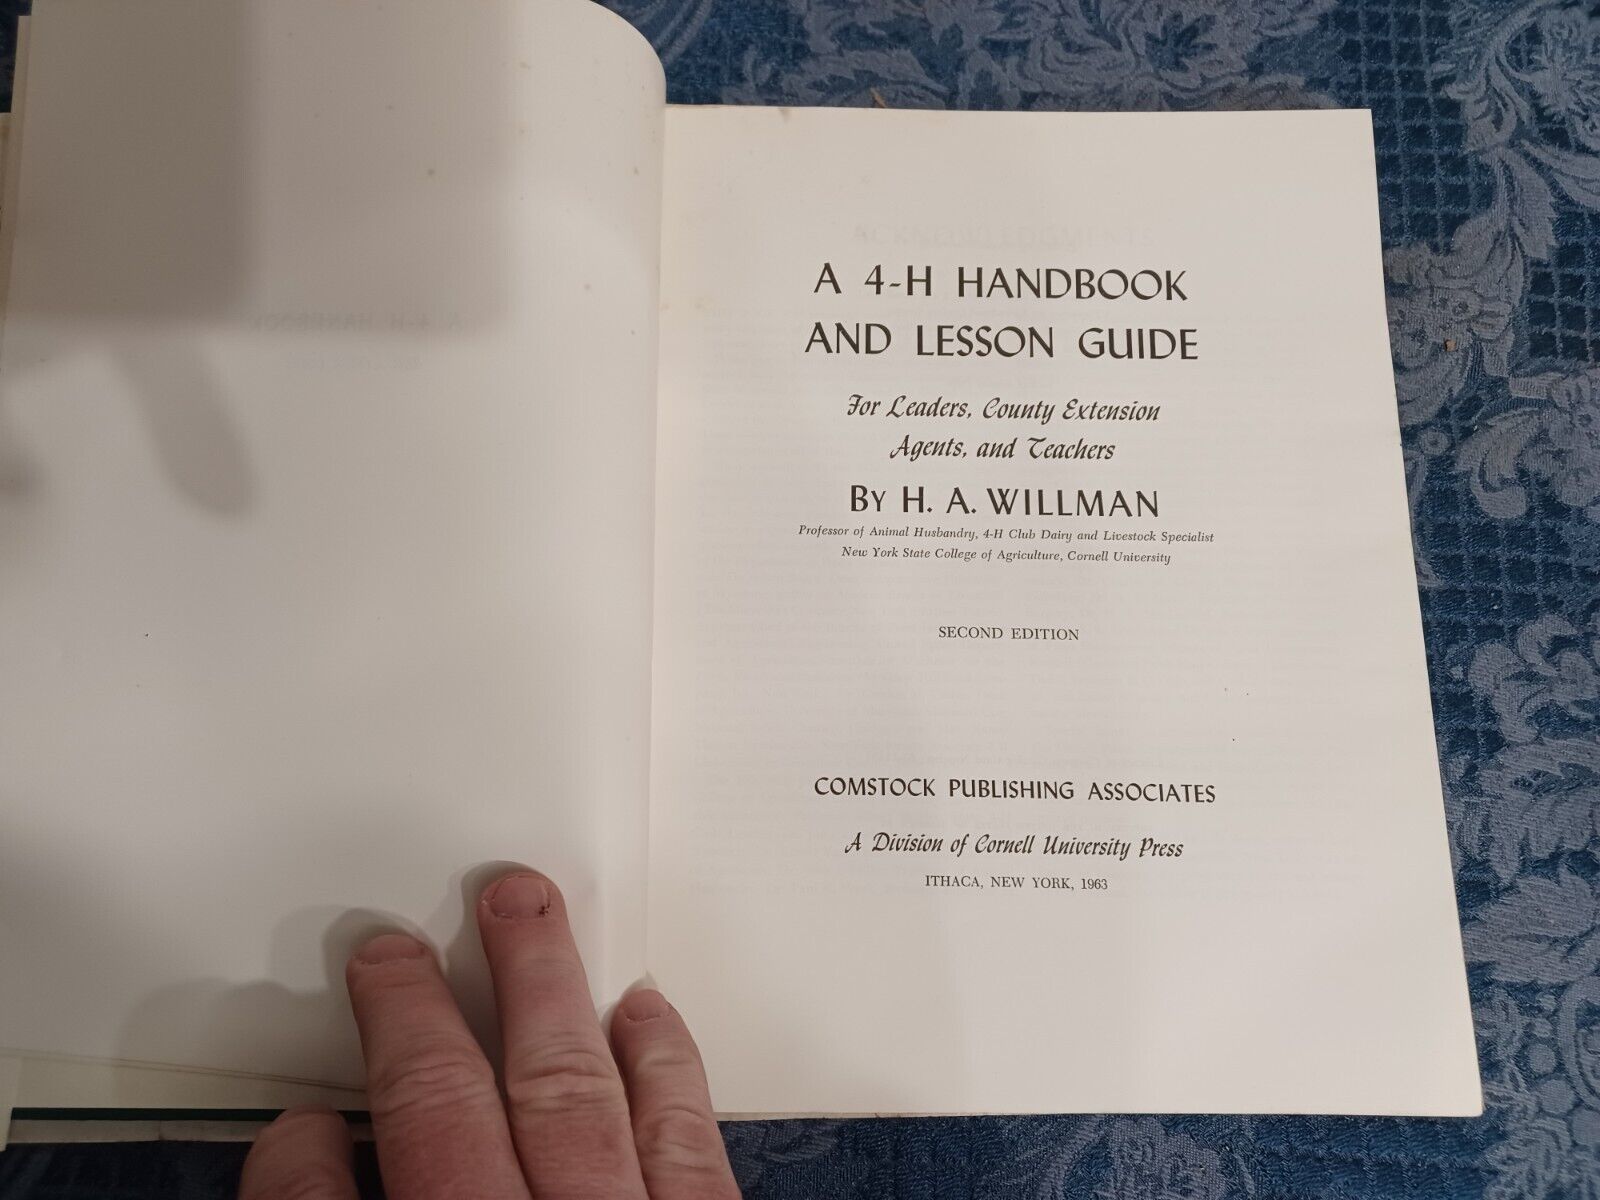 A 4-H HANDBOOK
AND LESSON GUIDE
For Leaders, County Extension
Agents, and Teachers
By H. A. WILLMAN
Professor of Animal Husbandry, 4-H Club Dairy and Livestock Specialist
New York State College of Agriculture, Cornell University
SECOND EDITION
COMSTOCK PUBLISHING ASSOCIATES
A Division of Cornell University Press
ITHACA, NEW YORK, 1963